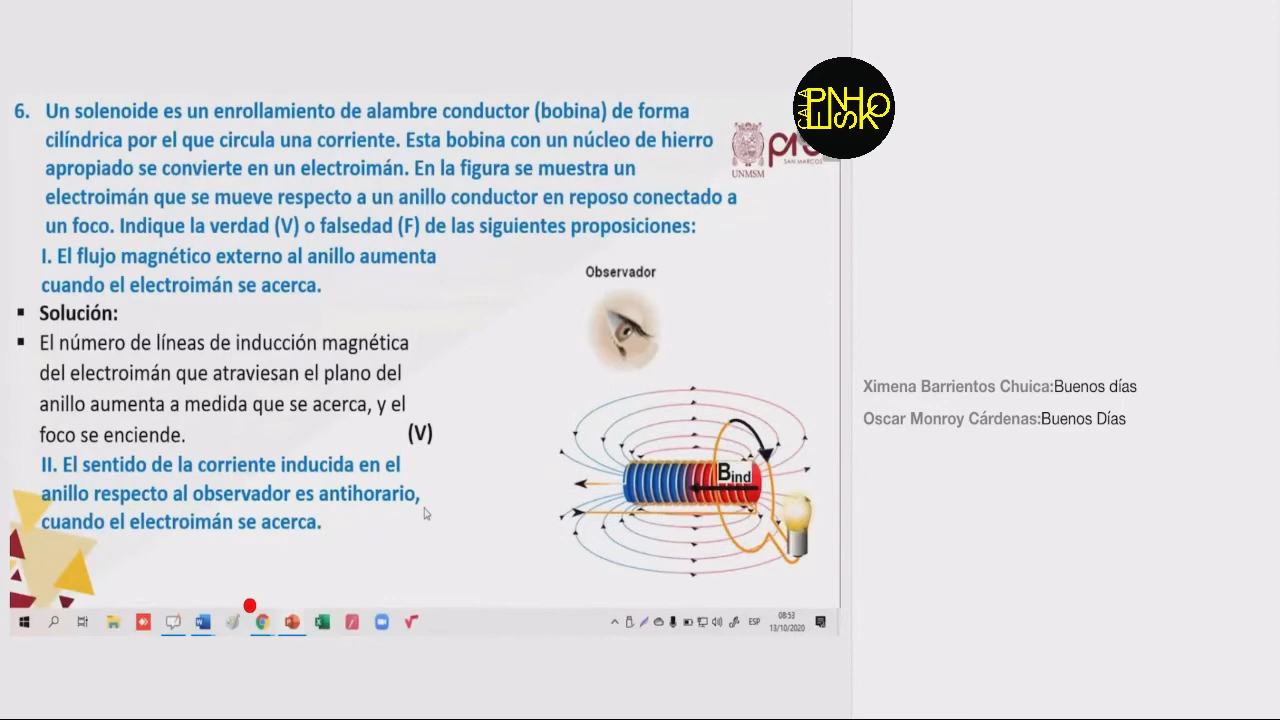 6. Un solenoide es un enrollamiento de alambre conductor (bobina) de forma
cilíndrica por el que circula una corriente. Esta bobina con un núcleo de hierro
apropiado se convierte en un electroimán. En la figura se muestra un
electroimán que se mueve respecto a un anillo conductor en reposo conectado a
un foco. Indique la verdad (V) o falsedad (F) de las siguientes proposiciones:
I. El flujo magnético externo al anillo aumenta
cuando el electroimán se acerca.
▪ Solución:
▪ El número de líneas de inducción magnética
del electroimán que atraviesan el plano del
anillo aumenta a medida que se acerca, y el
foco se enciende. (V)
II. El sentido de la corriente inducida en el
anillo respecto al observador es antihorario,
cuando el electroimán se acerca.
Observador
Bind
UNMSM
SAN MARCOS
CALA
Ximena Barrientos Chuica:Buenos días
Oscar Monroy Cárdenas:Buenos Días
ESP
08:53
13/10/2020